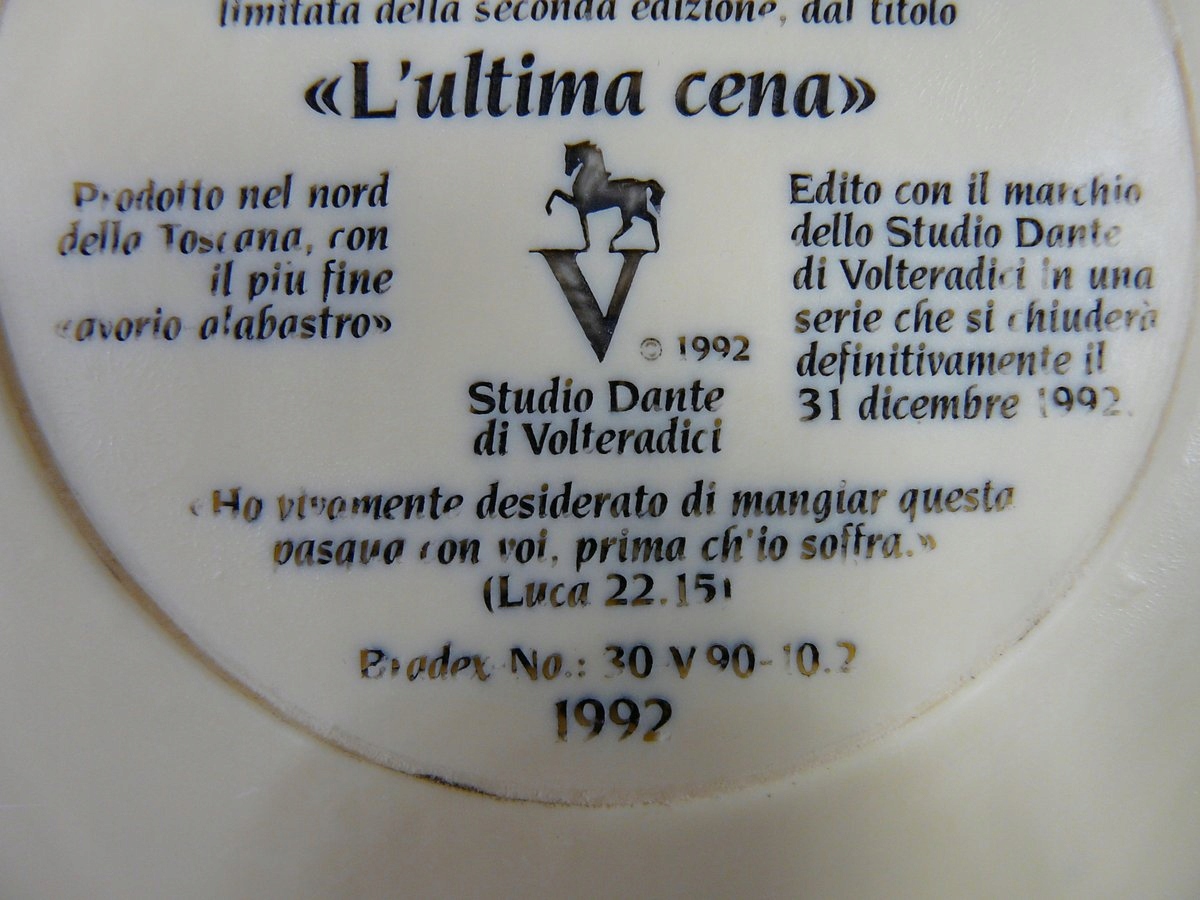 limitata della seconda edizione, dal titolo
«L'ultima cena»
Prodotto nel nord
della Toscana, con
il più fine
«avorio alabastro»
V
© 1992
Studio Dante
di Volteradici
Edito con il marchio
dello Studio Dante
di Volteradici in una
serie che si chiuderà
definitivamente il
31 dicembre 1992.
«Ho vivamente desiderato di mangiar questa
pasqua con voi, prima ch'io soffra.»
(Luca 22.15)
Bradex No.: 30 V 90-10.2
1992